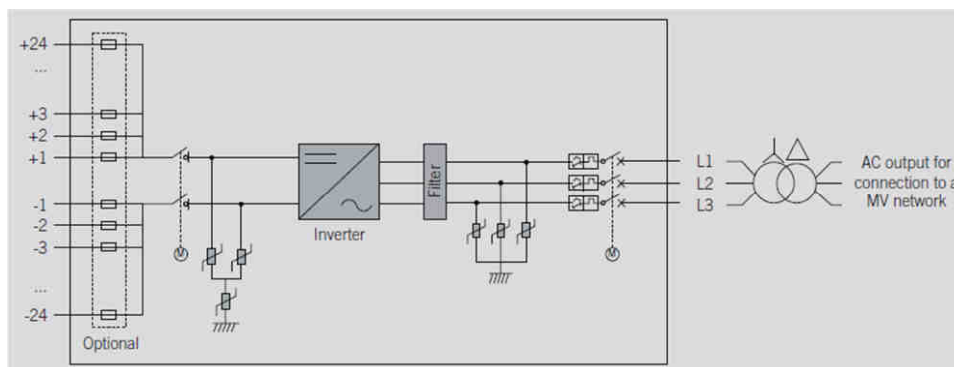 +24
...
+3
+2
+1
-1
-2
-3
...
-24
Optional
M
Inverter
Filter
M
L1
L2
L3
AC output for
connection to a
MV network